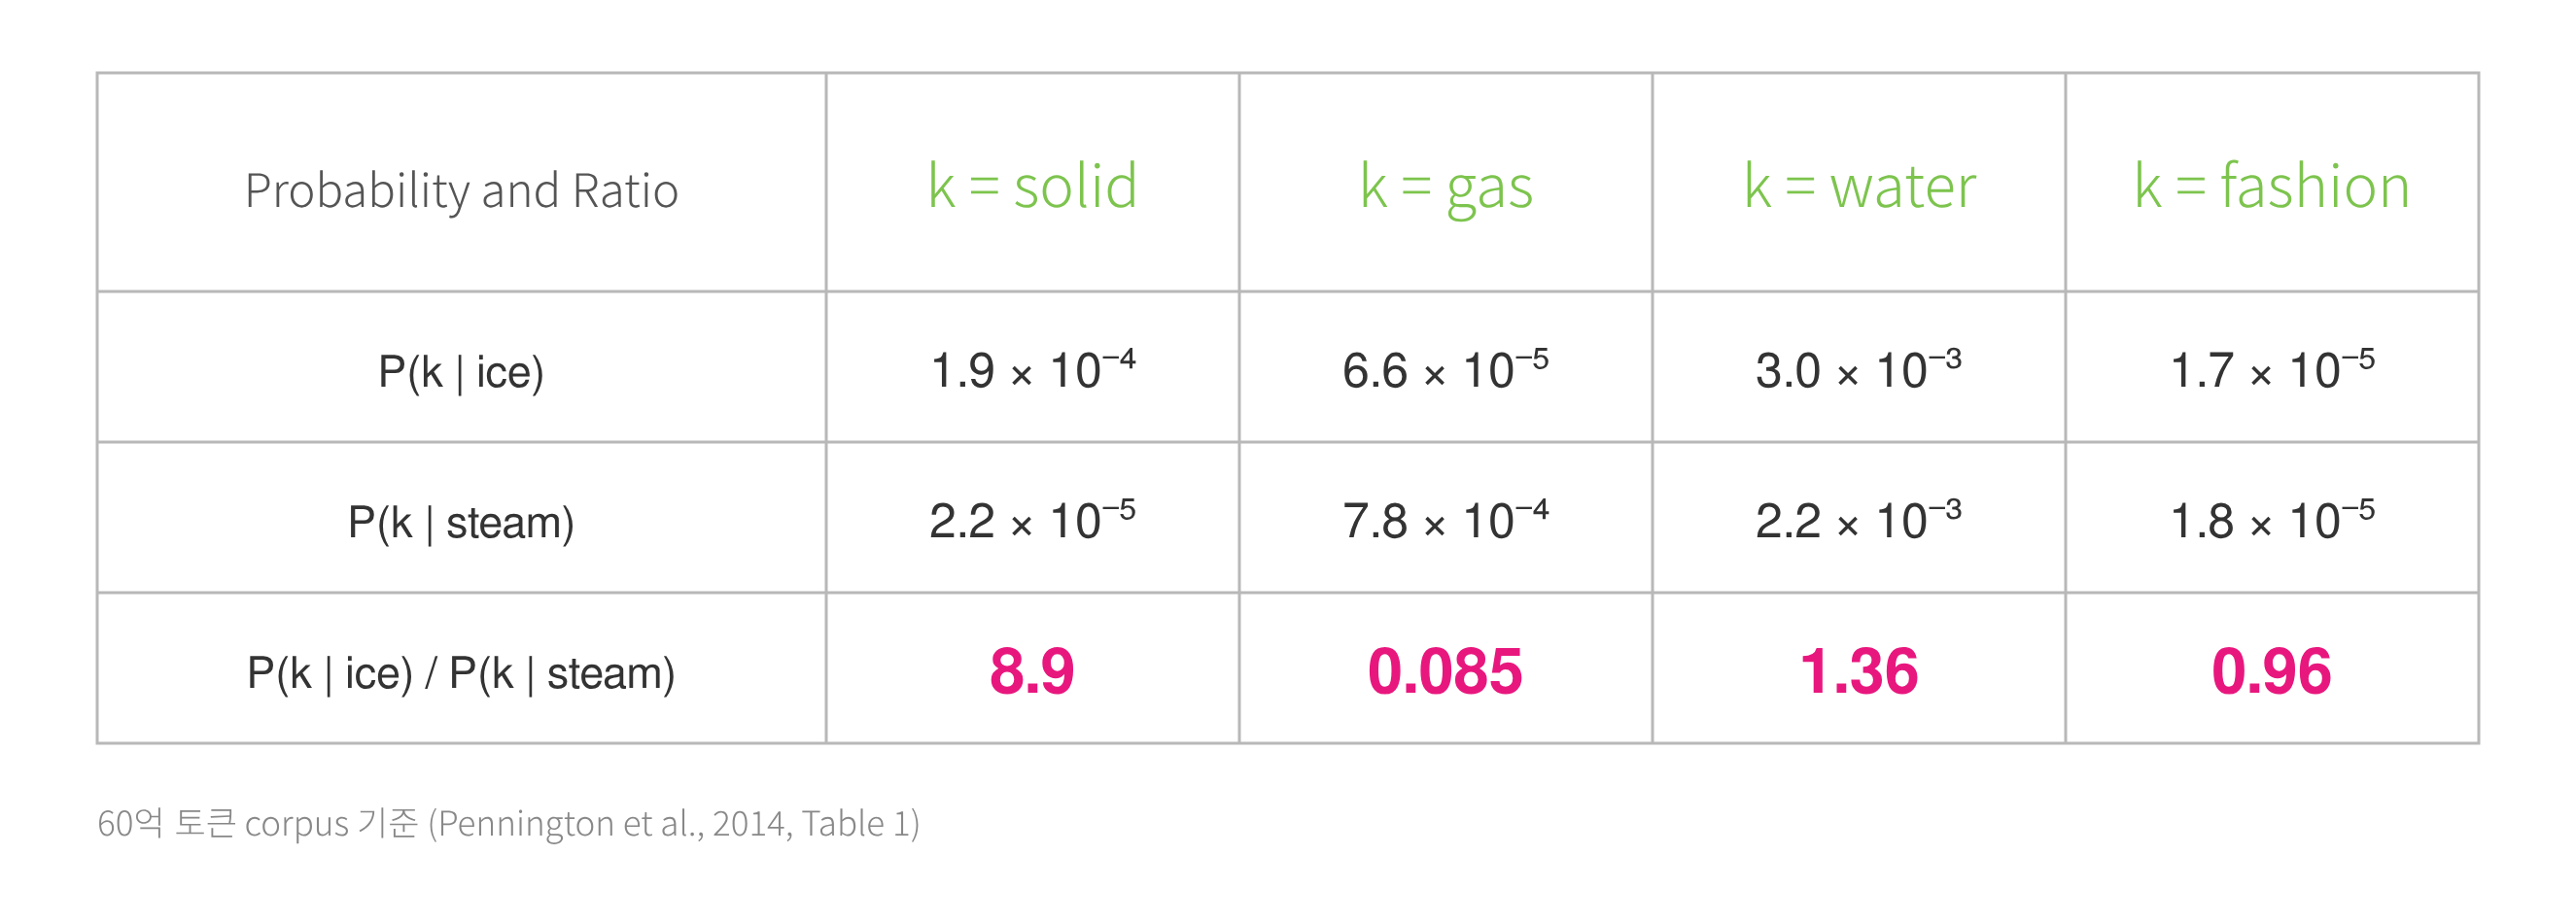 Probability and Ratio k = solid k = gas k = water k = fashion
P(k | ice) 1.9 × 10⁻⁴ 6.6 × 10⁻⁵ 3.0 × 10⁻³ 1.7 × 10⁻⁵
P(k | steam) 2.2 × 10⁻⁵ 7.8 × 10⁻⁴ 2.2 × 10⁻³ 1.8 × 10⁻⁵
P(k | ice) / P(k | steam) 8.9 0.085 1.36 0.96
60억 토큰 corpus 기준 (Pennington et al., 2014, Table 1)